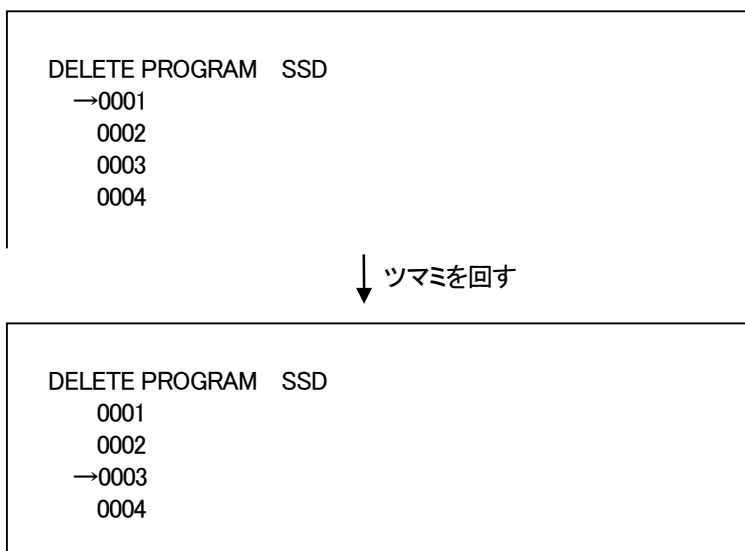 DELETE PROGRAM SSD
→0001
0002
0003
0004
ツマミを回す
DELETE PROGRAM SSD
0001
0002
→0003
0004